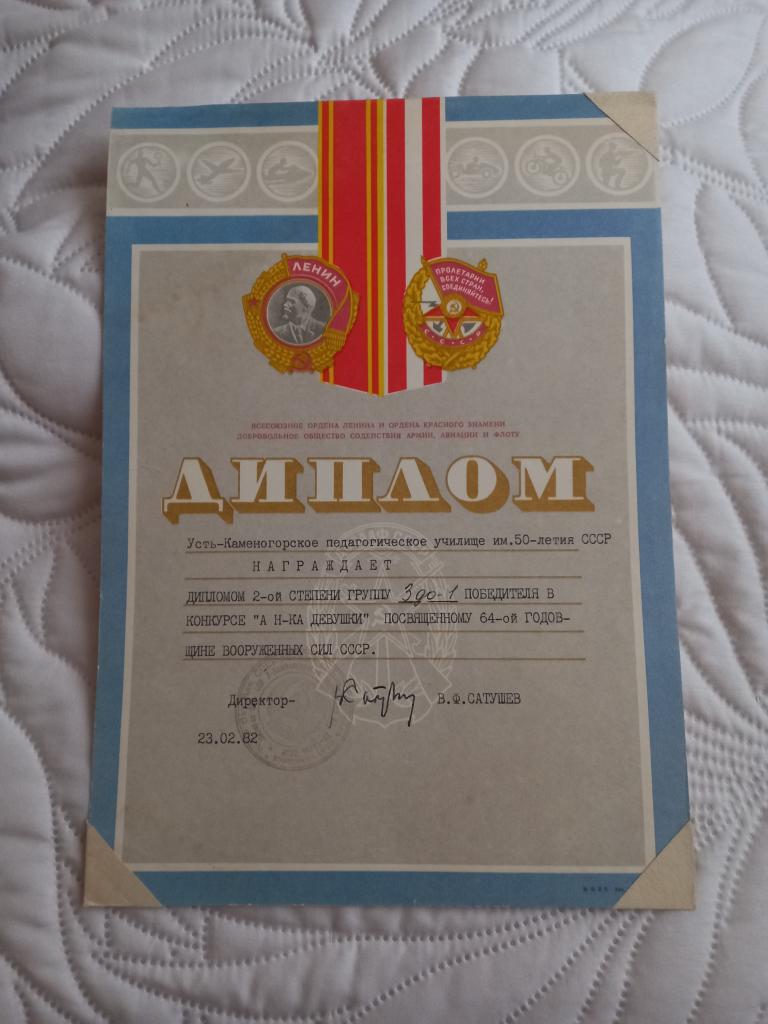 ЛЕНИН
ПРОЛЕТАРИИ
ВСЕХ СТРАН,
СОЕДИНЯЙТЕСЬ!
С·С·С·Р
ВСЕСОЮЗНОЕ ОРДЕНА ЛЕНИНА И ОРДЕНА КРАСНОГО ЗНАМЕНИ
ДОБРОВОЛЬНОЕ ОБЩЕСТВО СОДЕЙСТВИЯ АРМИИ, АВИАЦИИ И ФЛОТУ
ДИПЛОМ
Усть-Каменогорское педагогическое училище им.50-летия СССР
НАГРАЖДАЕТ
ДИПЛОМОМ 2-ой СТЕПЕНИ ГРУППУ 3до-1 ПОБЕДИТЕЛЯ В
КОНКУРСЕ "А Н-КА ДЕВУШКИ" ПОСВЯЩЕННОМУ 64-ой ГОДОВ-
ЩИНЕ ВООРУЖЕННЫХ СИЛ СССР.
Директор- В.Ф.САТУШЕВ
23.02.82